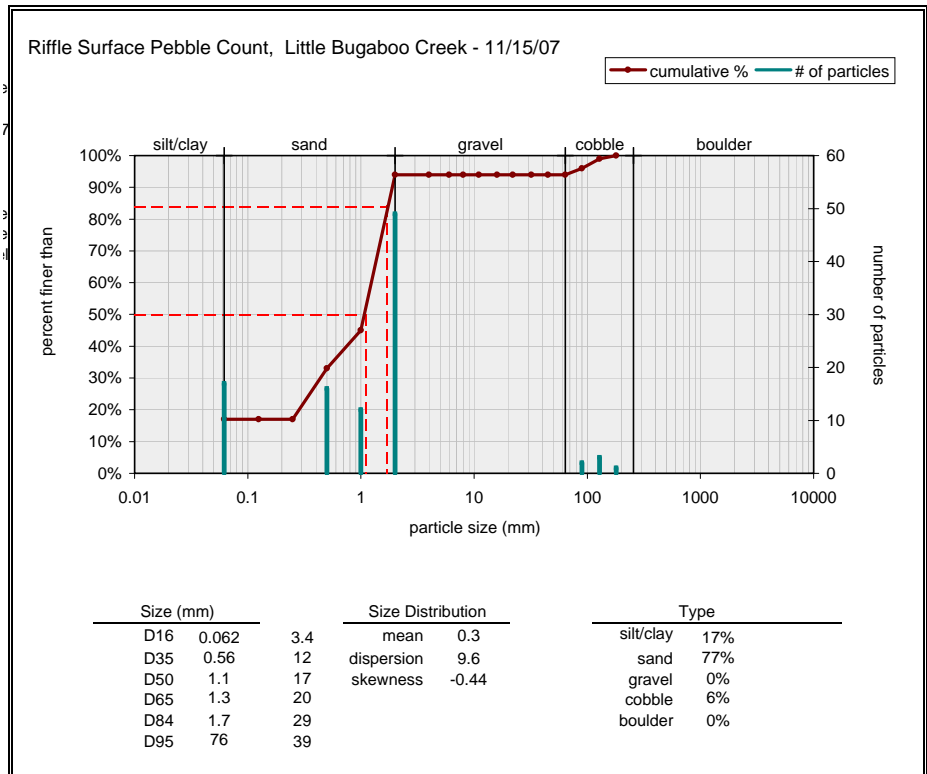 Riffle Surface Pebble Count, Little Bugaboo Creek - 11/15/07
cumulative % # of particles
silt/clay sand gravel cobble boulder
100% 60
90%
80% 50
70%
60% 40
50% 30
40%
30% 20
20%
10% 10
0% 0
percent finer than
number of particles
0.01 0.1 1 10 100 1000 10000
particle size (mm)
Size (mm) Size Distribution Type
D16 0.062 3.4 mean 0.3 silt/clay 17%
D35 0.56 12 dispersion 9.6 sand 77%
D50 1.1 17 skewness -0.44 gravel 0%
D65 1.3 20 cobble 6%
D84 1.7 29 boulder 0%
D95 76 39